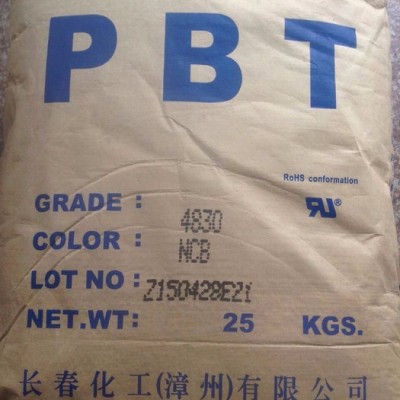 PBT
RoHS conformation
GRADE: 4830
COLOR: NCB
LOT NO: Z150428EZi
NET.WT: 25 KGS.
长春化工(漳州)有限公司